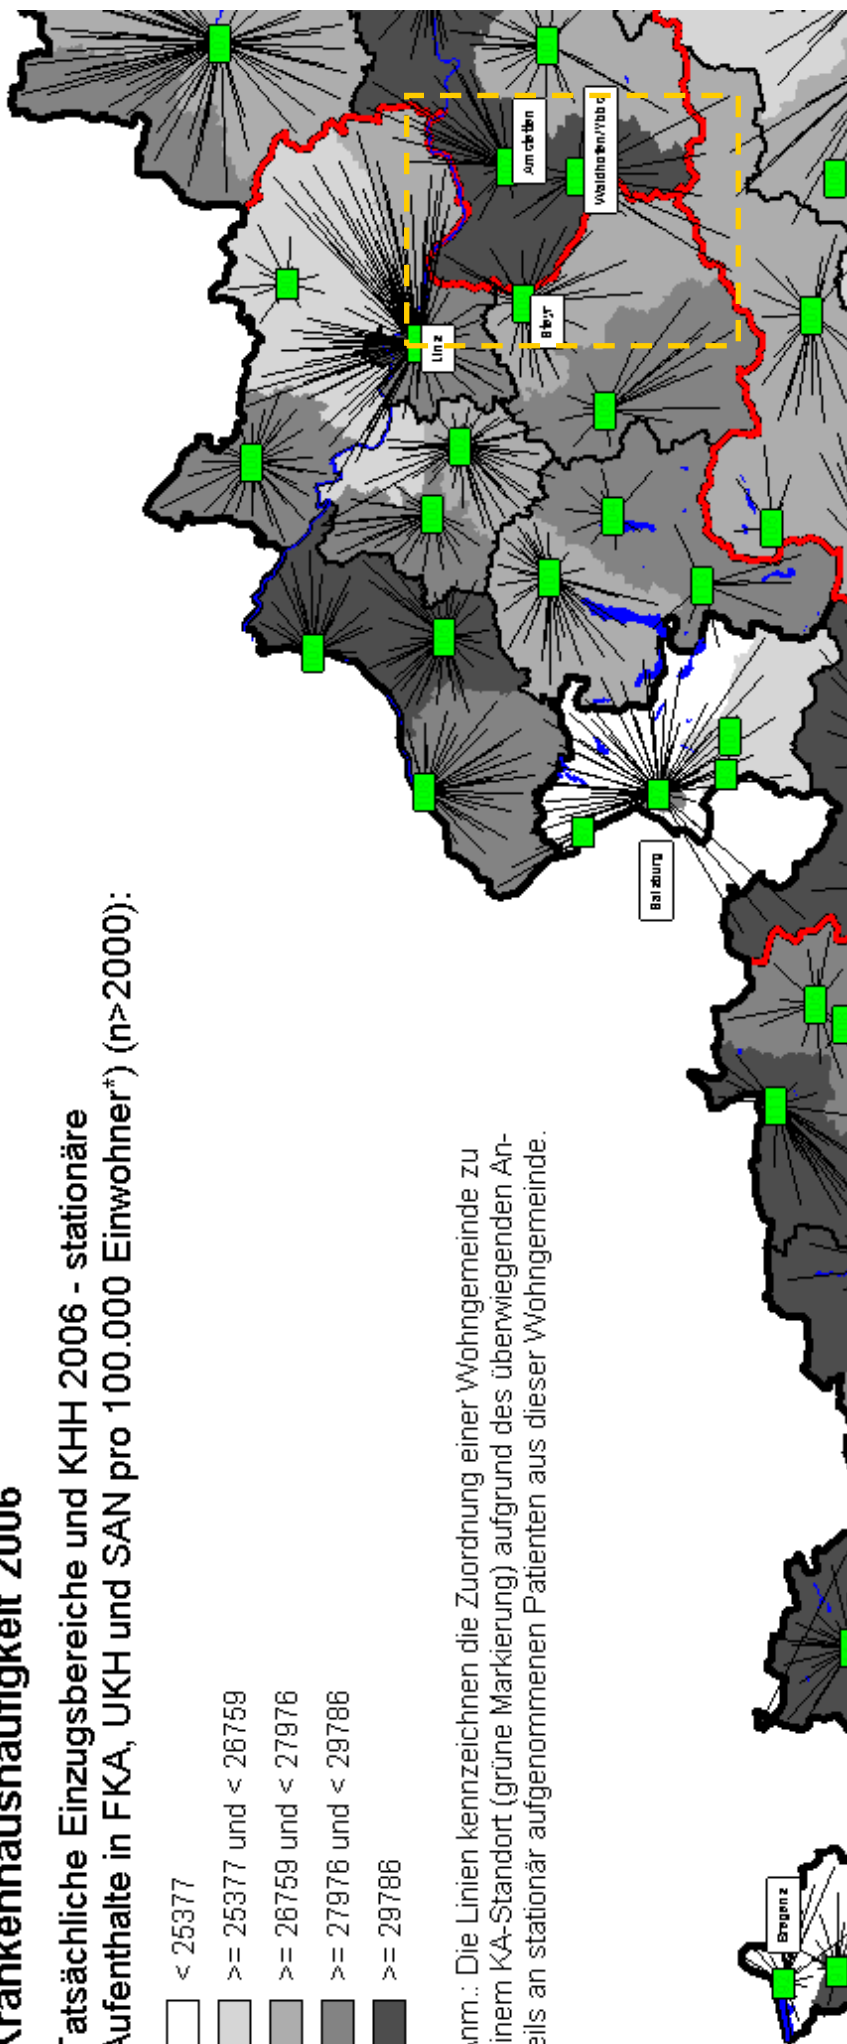 Krankenhaushäufigkeit 2006
Tatsächliche Einzugsbereiche und KHH 2006 - stationäre
Aufenthalte in FKA, UKH und SAN pro 100.000 Einwohner*) (n>2000):
< 25377
>= 25377 und < 26759
>= 26759 und < 27976
>= 27976 und < 29786
>= 29786
Anm.: Die Linien kennzeichnen die Zuordnung einer Wohngemeinde zu
einem KA-Standort (grüne Markierung) aufgrund des überwiegenden An-
teils an stationär aufgenommenen Patienten aus dieser Wohngemeinde.
Bregenz
Salzburg
Linz
Steyr
Amstetten
Waidhofen/Ybbs